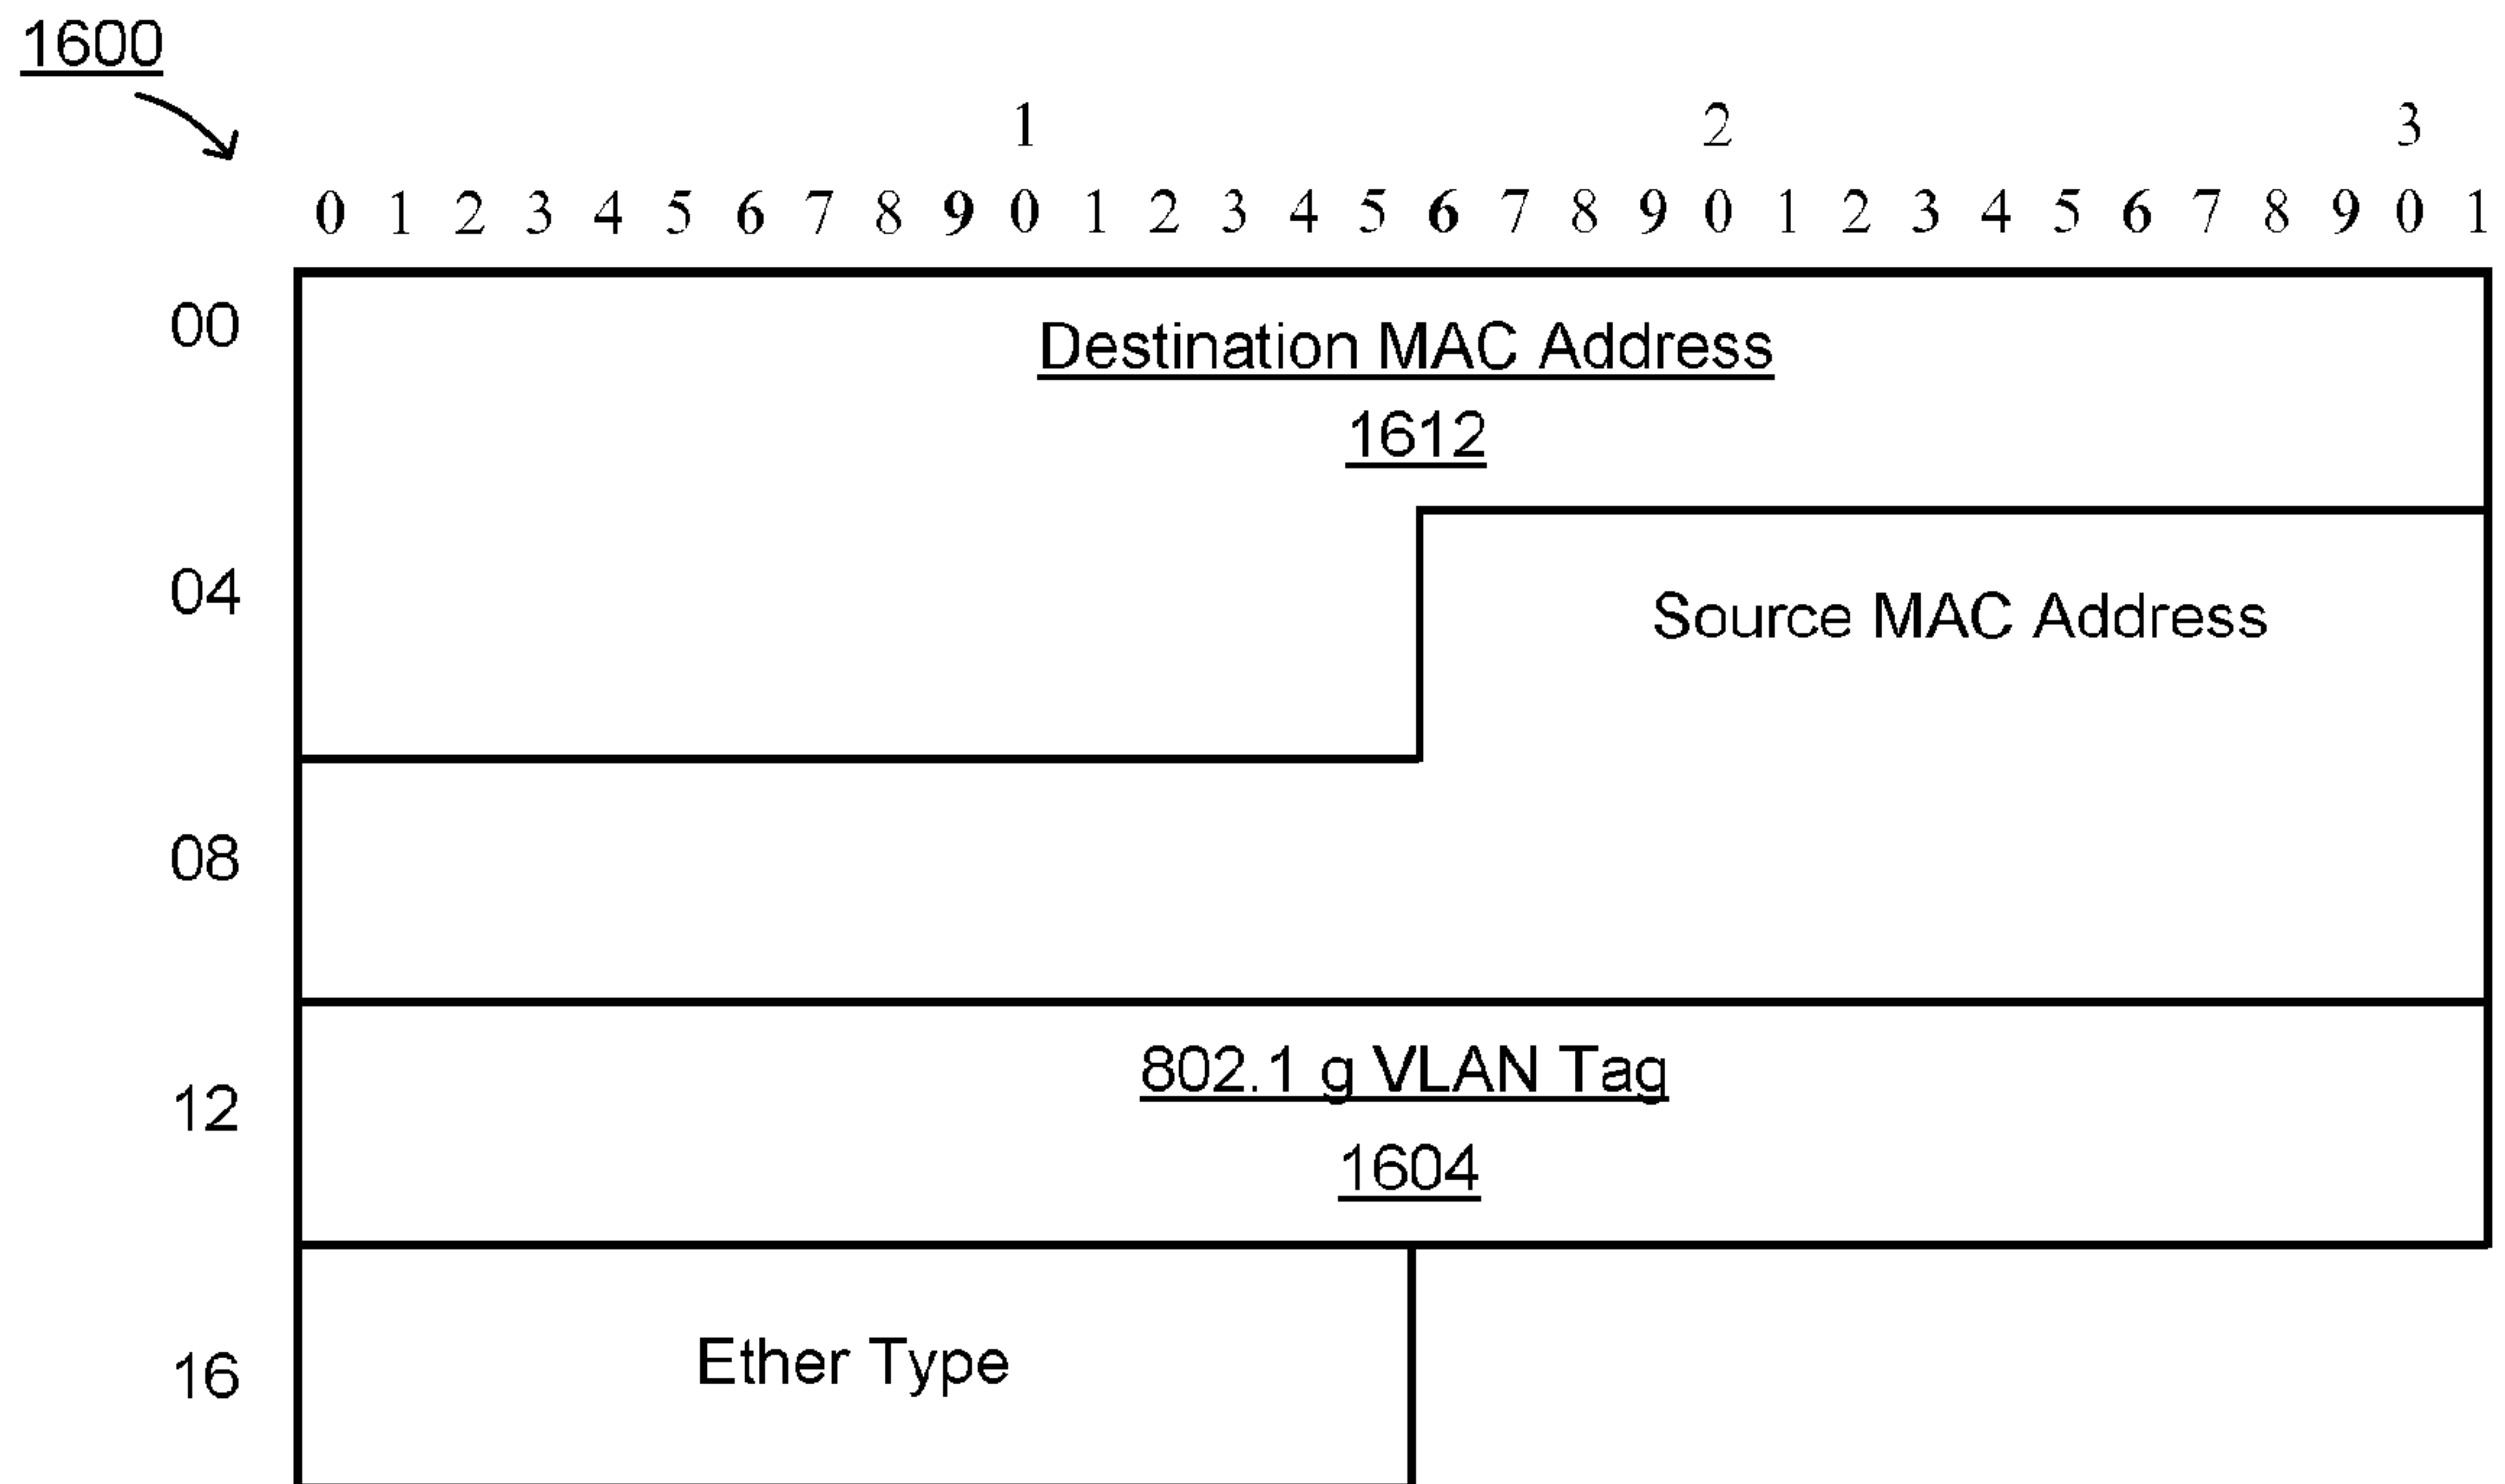 1600
1 2 3
0 1 2 3 4 5 6 7 8 9 0 1 2 3 4 5 6 7 8 9 0 1 2 3 4 5 6 7 8 9 0 1
00
Destination MAC Address
1612
04
Source MAC Address
08
12
802.1 g VLAN Tag
1604
16
Ether Type